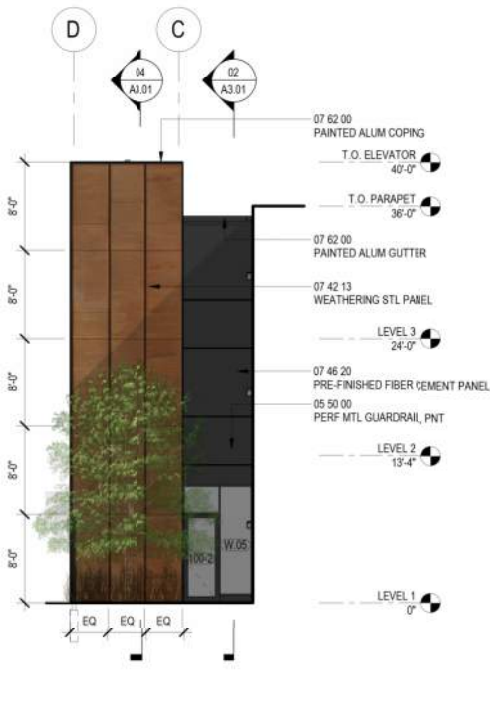 D
C
04
A3.01
02
A3.01
07 62 00
PAINTED ALUM COPING
T.O. ELEVATOR
40'-0"
T.O. PARAPET
36'-0"
07 62 00
PAINTED ALUM GUTTER
07 42 13
WEATHERING STL PANEL
LEVEL 3
24'-0"
07 46 20
PRE-FINISHED FIBER CEMENT PANEL
05 50 00
PERF MTL GUARDRAIL, PNT
LEVEL 2
13'-4"
8'-0"
8'-0"
8'-0"
8'-0"
8'-0"
100-2
W.05
LEVEL 1
0"
EQ
EQ
EQ